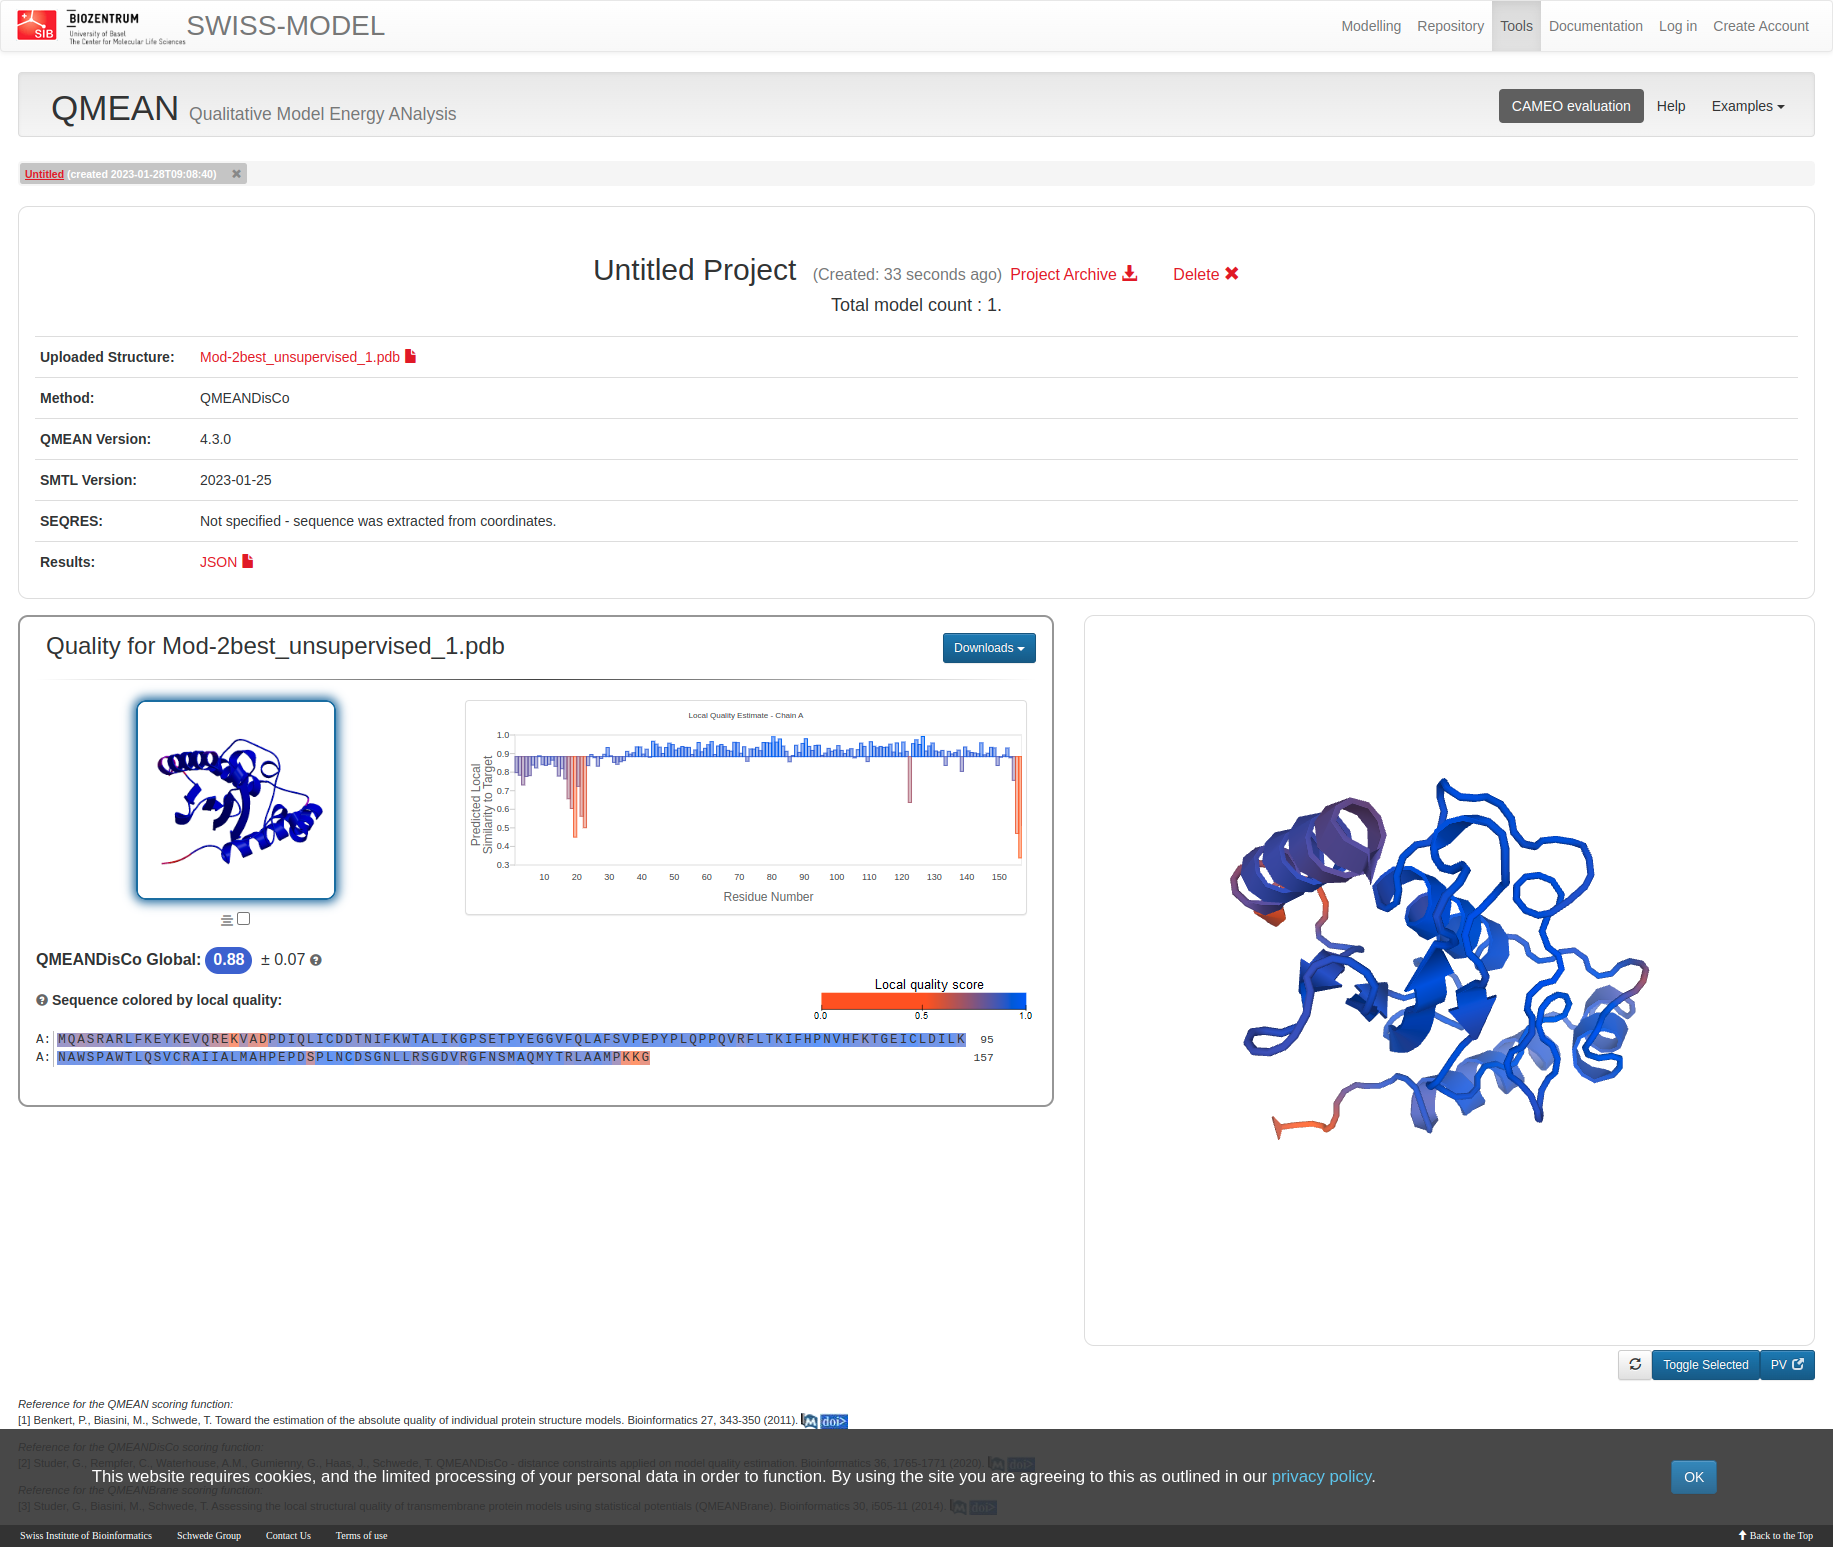 SIB
BIOZENTRUM
University of Basel
The Center for Molecular Life Sciences
SWISS-MODEL
Modelling
Repository
Tools
Documentation
Log in
Create Account
QMEAN Qualitative Model Energy ANalysis
CAMEO evaluation
Help
Examples
Untitled (created 2023-01-28T09:08:40)
Untitled Project (Created: 33 seconds ago) Project Archive Delete
Total model count : 1.
Uploaded Structure: Mod-2best_unsupervised_1.pdb
Method: QMEANDisCo
QMEAN Version: 4.3.0
SMTL Version: 2023-01-25
SEQRES: Not specified - sequence was extracted from coordinates.
Results: JSON
Quality for Mod-2best_unsupervised_1.pdb
Downloads
Local Quality Estimate - Chain A
Predicted Local
Similarity to Target
1.0
0.9
0.8
0.7
0.6
0.5
0.4
0.3
10 20 30 40 50 60 70 80 90 100 110 120 130 140 150
Residue Number
QMEANDisCo Global: 0.88 ± 0.07
Sequence colored by local quality:
Local quality score
0.0 0.5 1.0
A: MQASRARLFKEYKEVQREKVADPDIQLICDDTNIFKWTALIKGPSETPYEGGVFQLAFSVPEPYPLQPPQVRFLTKIFHPNVHFKTGEICLDILK 95
A: NAWSPAWTLQSVCRAIIALMAHPEPDSPLNCDSGNLLRSGDVRGFNSMAQMYTRLAAMPKKG 157
Toggle Selected
PV
Reference for the QMEAN scoring function:
[1] Benkert, P., Biasini, M., Schwede, T. Toward the estimation of the absolute quality of individual protein structure models. Bioinformatics 27, 343-350 (2011). M doi>
Reference for the QMEANDisCo scoring function:
[2] Studer, G., Rempfer, C., Waterhouse, A.M., Gumienny, G., Haas, J., Schwede, T. QMEANDisCo - distance constraints applied on model quality estimation. Bioinformatics 36, 1765-1771 (2020). M doi>
This website requires cookies, and the limited processing of your personal data in order to function. By using the site you are agreeing to this as outlined in our privacy policy.
OK
Reference for the QMEANBrane scoring function:
[3] Studer, G., Biasini, M., Schwede, T. Assessing the local structural quality of transmembrane protein models using statistical potentials (QMEANBrane). Bioinformatics 30, i505-11 (2014). M doi>
Swiss Institute of Bioinformatics
Schwede Group
Contact Us
Terms of use
Back to the Top